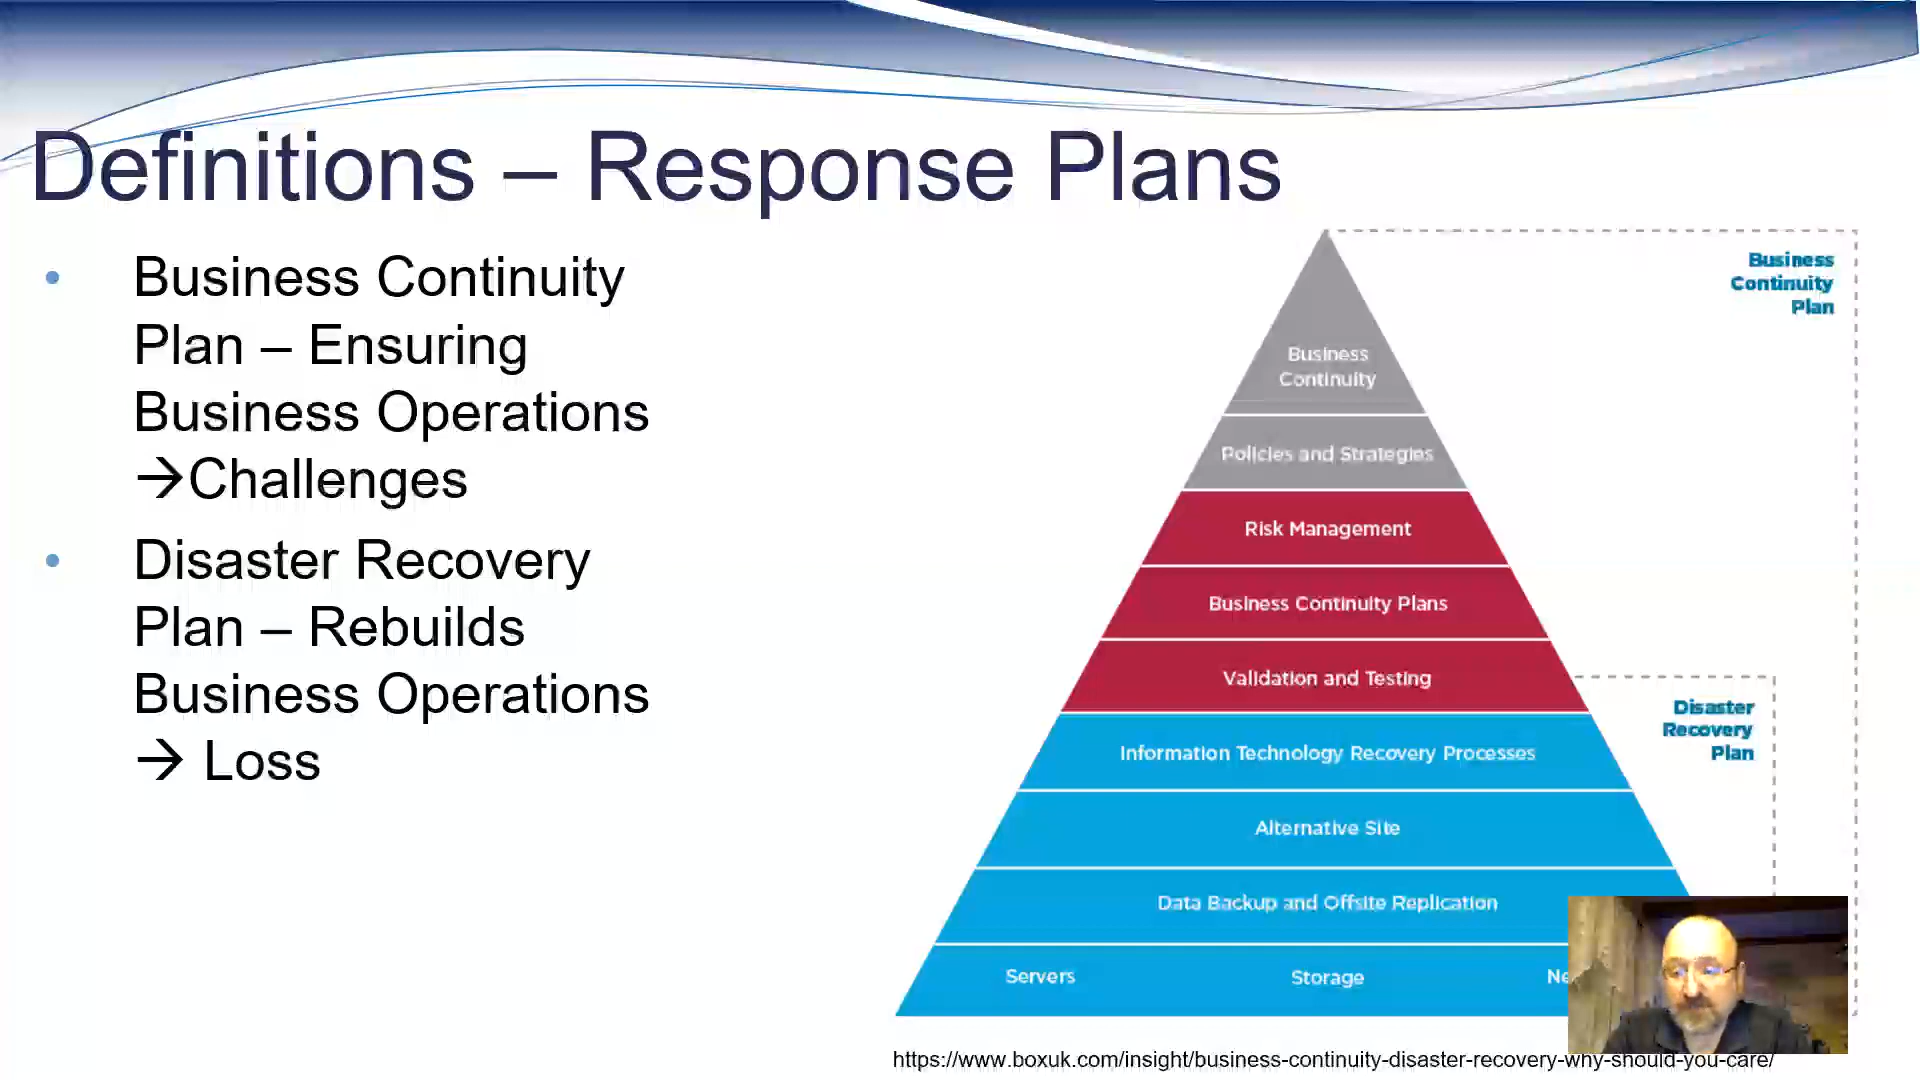 Definitions – Response Plans
• Business Continuity
Plan – Ensuring
Business Operations
→Challenges
• Disaster Recovery
Plan – Rebuilds
Business Operations
→ Loss
Business
Continuity
Plan
Business
Continuity
Policies and Strategies
Risk Management
Business Continuity Plans
Validation and Testing
Disaster
Recovery
Plan
Information Technology Recovery Processes
Alternative Site
Data Backup and Offsite Replication
Servers Storage
https://www.boxuk.com/insight/business-continuity-disaster-recovery-why-should-you-care/